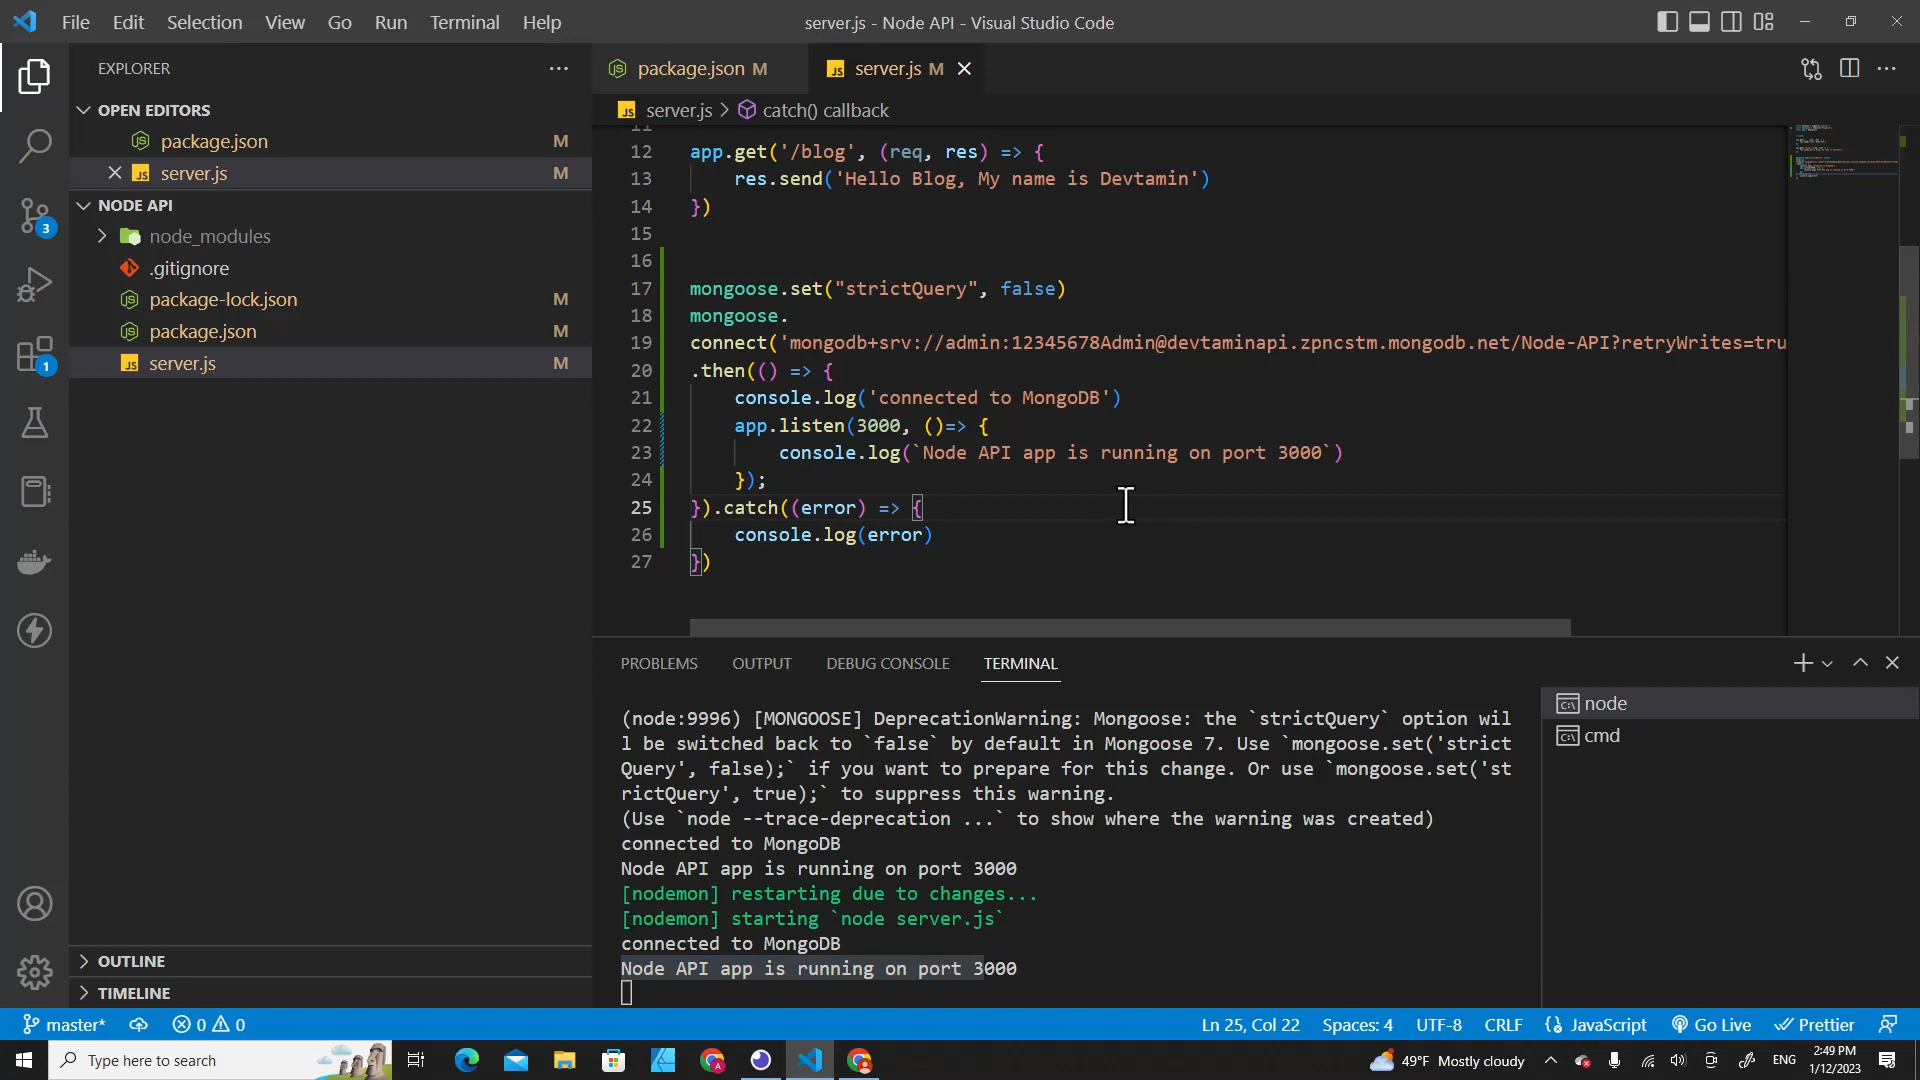 File Edit Selection View Go Run Terminal Help
server.js - Node API - Visual Studio Code
EXPLORER
OPEN EDITORS
package.json M
server.js M
NODE API
node_modules
.gitignore
package-lock.json M
package.json M
server.js M
OUTLINE
TIMELINE
3
1
package.json M
server.js M
server.js > catch() callback
11
12 app.get('/blog', (req, res) => {
13 res.send('Hello Blog, My name is Devtamin')
14 })
15
16
17 mongoose.set("strictQuery", false)
18 mongoose.
19 connect('mongodb+srv://admin:12345678Admin@devtaminapi.zpncstm.mongodb.net/Node-API?retryWrites=tru
20 .then(() => {
21 console.log('connected to MongoDB')
22 app.listen(3000, ()=> {
23 console.log(`Node API app is running on port 3000`)
24 });
25 }).catch((error) => {
26 console.log(error)
27 })
PROBLEMS OUTPUT DEBUG CONSOLE TERMINAL
(node:9996) [MONGOOSE] DeprecationWarning: Mongoose: the `strictQuery` option wil
l be switched back to `false` by default in Mongoose 7. Use `mongoose.set('strict
Query', false);` if you want to prepare for this change. Or use `mongoose.set('st
rictQuery', true);` to suppress this warning.
(Use `node --trace-deprecation ...` to show where the warning was created)
connected to MongoDB
Node API app is running on port 3000
[nodemon] restarting due to changes...
[nodemon] starting `node server.js`
connected to MongoDB
Node API app is running on port 3000
node
cmd
master* 0 0 Ln 25, Col 22 Spaces: 4 UTF-8 CRLF JavaScript Go Live Prettier
Type here to search
49°F Mostly cloudy
ENG
2:49 PM
1/12/2023